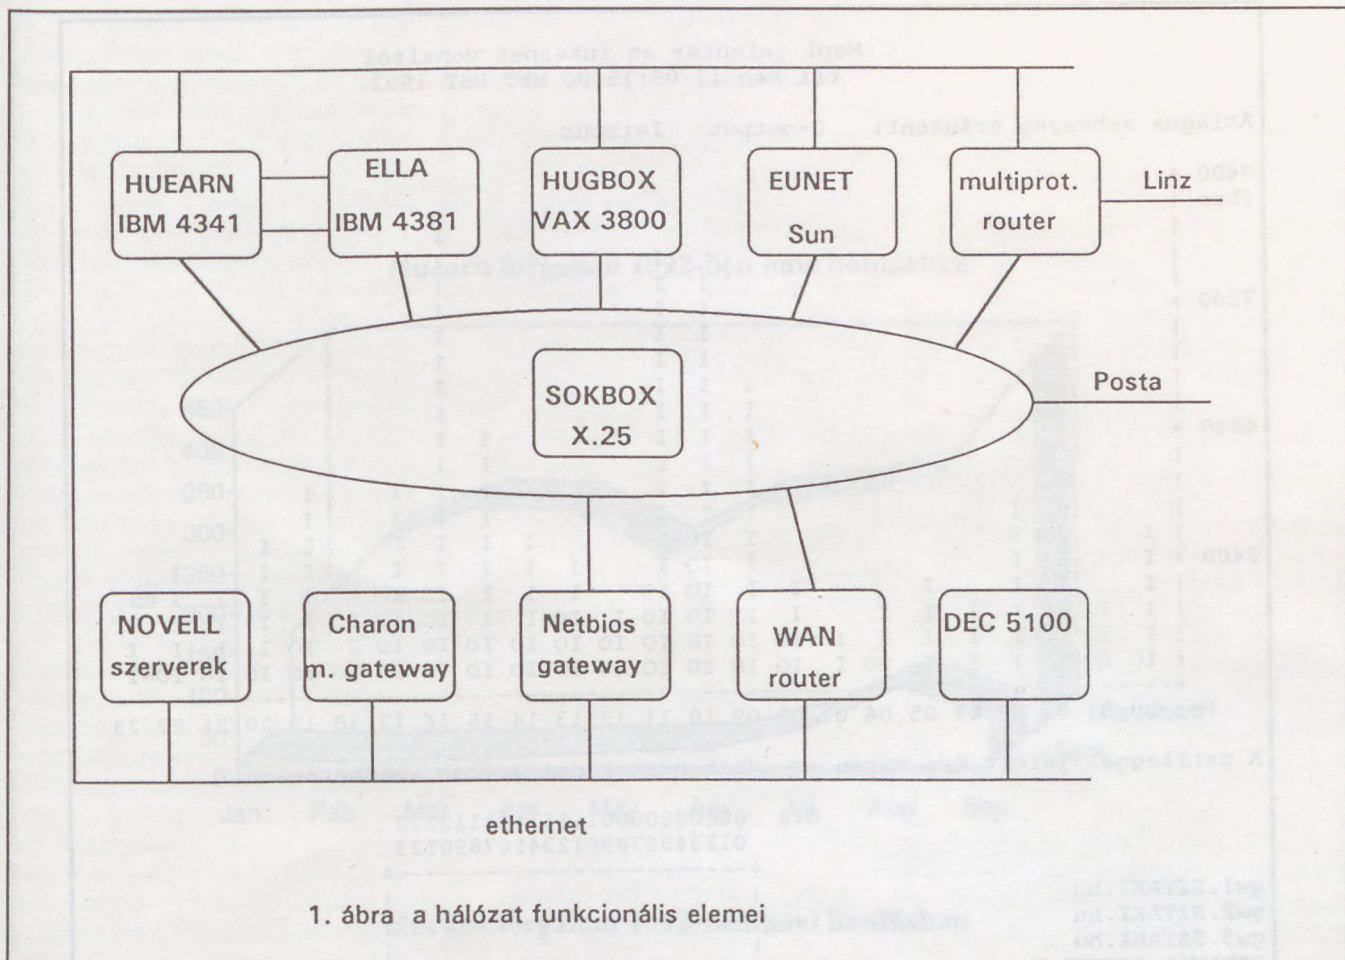 HUEARN
IBM 4341
ELLA
IBM 4381
HUGBOX
VAX 3800
EUNET
Sun
multiprot.
router
Linz
SOKBOX
X.25
Posta
NOVELL
szerverek
Charon
m. gateway
Netbios
gateway
WAN
router
DEC 5100
ethernet
1. ábra a hálózat funkcionális elemei